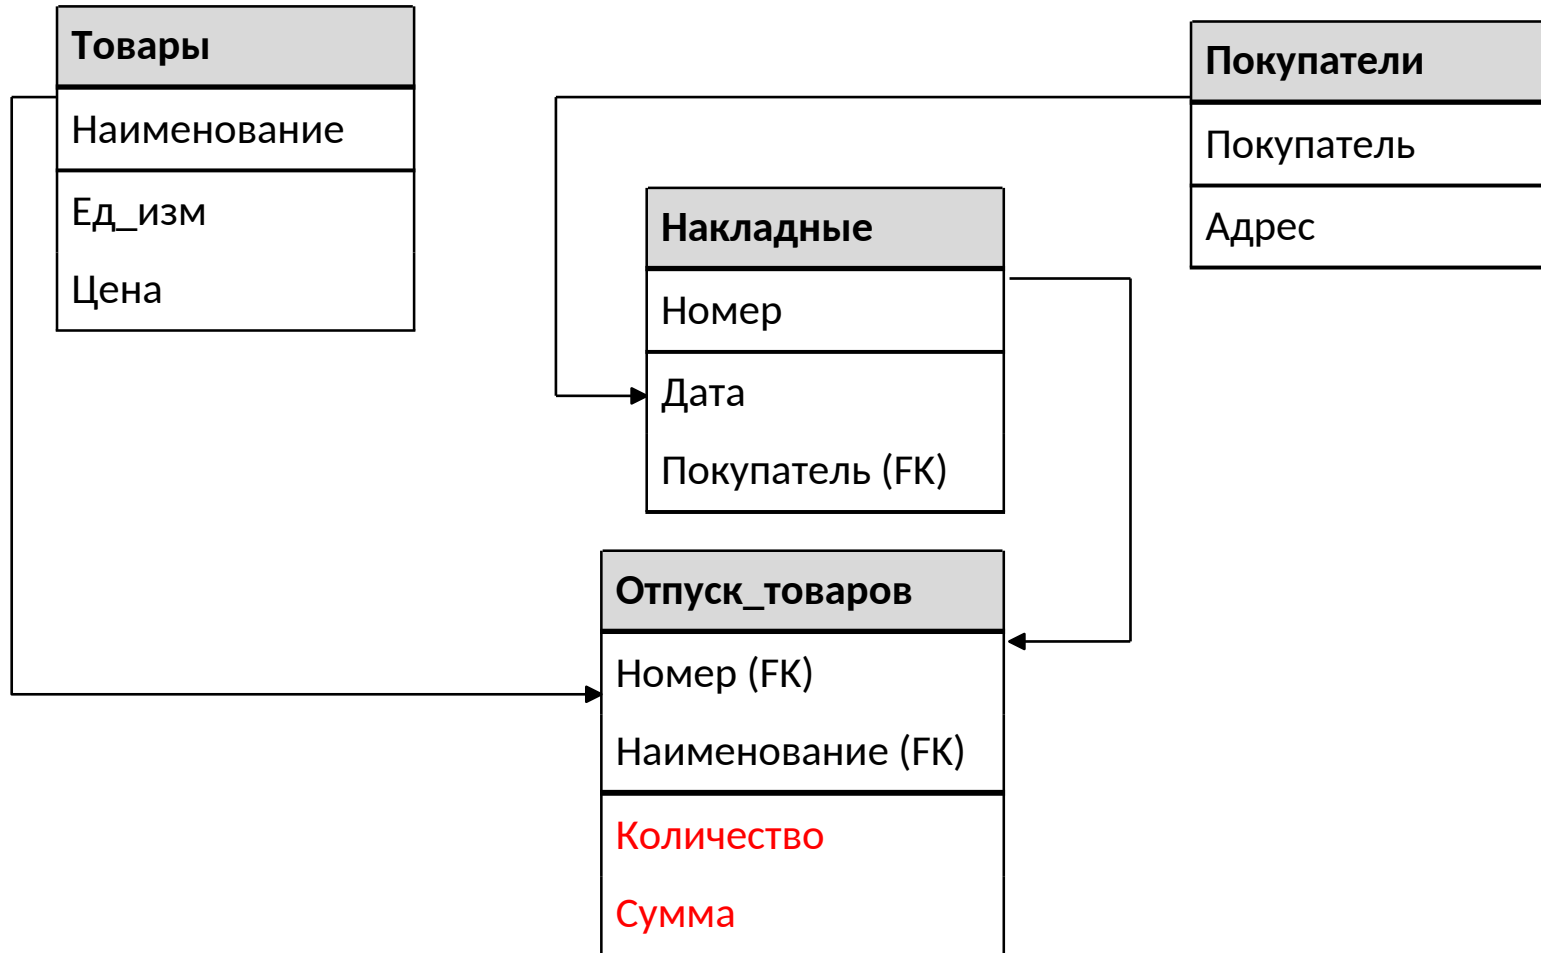 Товары
Наименование
Ед_изм
Цена
Покупатели
Покупатель
Адрес
Накладные
Номер
Дата
Покупатель (FK)
Отпуск_товаров
Номер (FK)
Наименование (FK)
Количество
Сумма